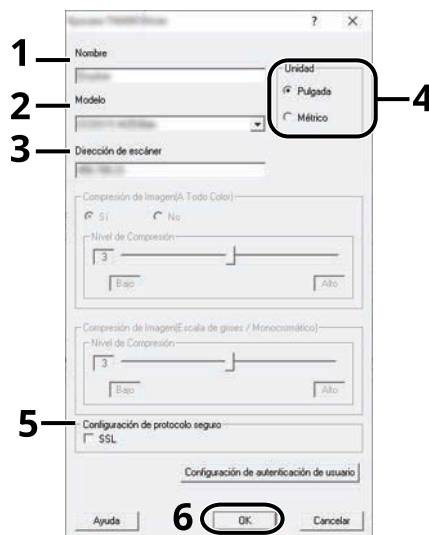 ? ×
1 Nombre
Unidad
Pulgada
4
Métrico
2 Modelo
3 Dirección de escáner
Compresión de Imagen(A Todo Color)
Sí No
Nivel de Compresión
3
Bajo Alto
Compresión de Imagen(Escala de grises / Monocromático)
Nivel de Compresión
3
Bajo Alto
5 Configuración de protocolo seguro
SSL
Configuración de autenticación de usuario
Ayuda 6 OK Cancelar